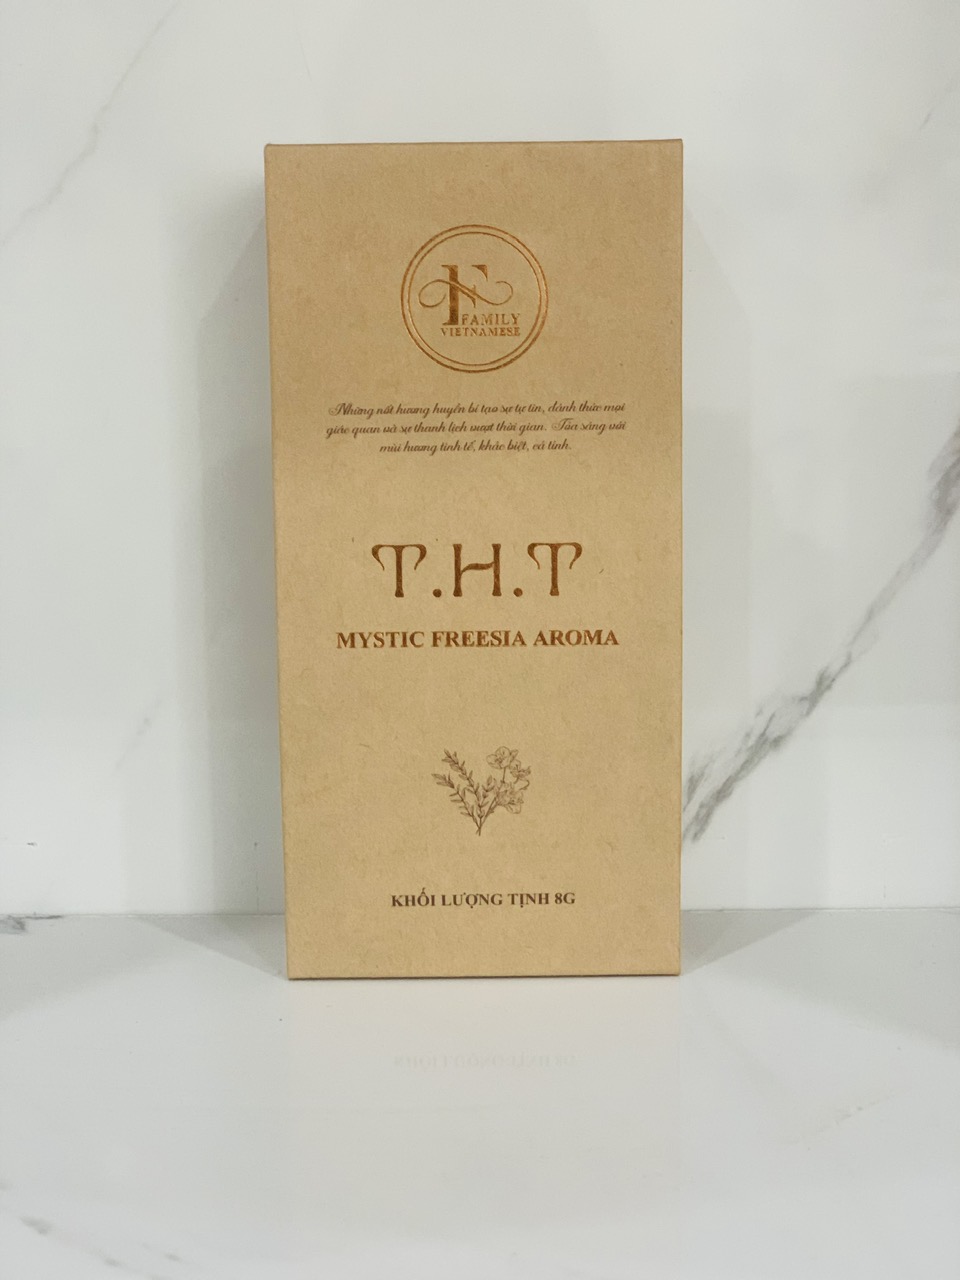 F
FAMILY
VIETNAMESE
Những nốt hương huyền bí tạo sự tự tin, đánh thức mọi
giác quan và sự thanh lịch vượt thời gian. Tỏa sáng với
mùi hương tinh tế, khác biệt, cá tính.
T.H.T
MYSTIC FREESIA AROMA
KHỐI LƯỢNG TỊNH 8G